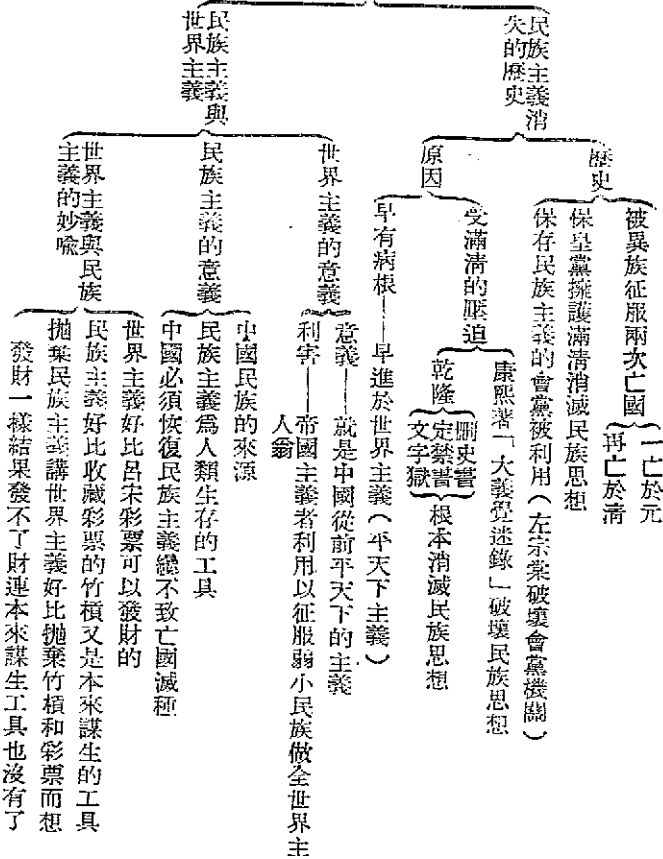 民族主義消
失的歷史
歷史
被異族征服兩次亡國
一亡於元
再亡於清
保皇黨擁護滿清消滅民族思想
保存民族主義的會黨被利用（左宗棠破壞會黨機關）
原因
受滿清的壓迫
康熙著「大義覺迷錄」破壞民族思想
乾隆
刪史書
定禁書
文字獄
根本消滅民族思想
早有病根——早進於世界主義（平天下主義）
民族主義與
世界主義
世界主義的意義
意義——就是中國從前平天下的主義
利害——帝國主義者利用以征服弱小民族做全世界主
人翁
民族主義的意義
中國民族的來源
民族主義爲人類生存的工具
中國必須恢復民族主義纔不致亡國滅種
世界主義與民族
主義的妙喩
世界主義好比呂宋彩票可以發財的
民族主義好比收藏彩票的竹槓又是本來謀生的工具
拋棄民族主義講世界主義好比拋棄竹槓和彩票而想
發財一樣結果發不了財連本來謀生工具也沒有了